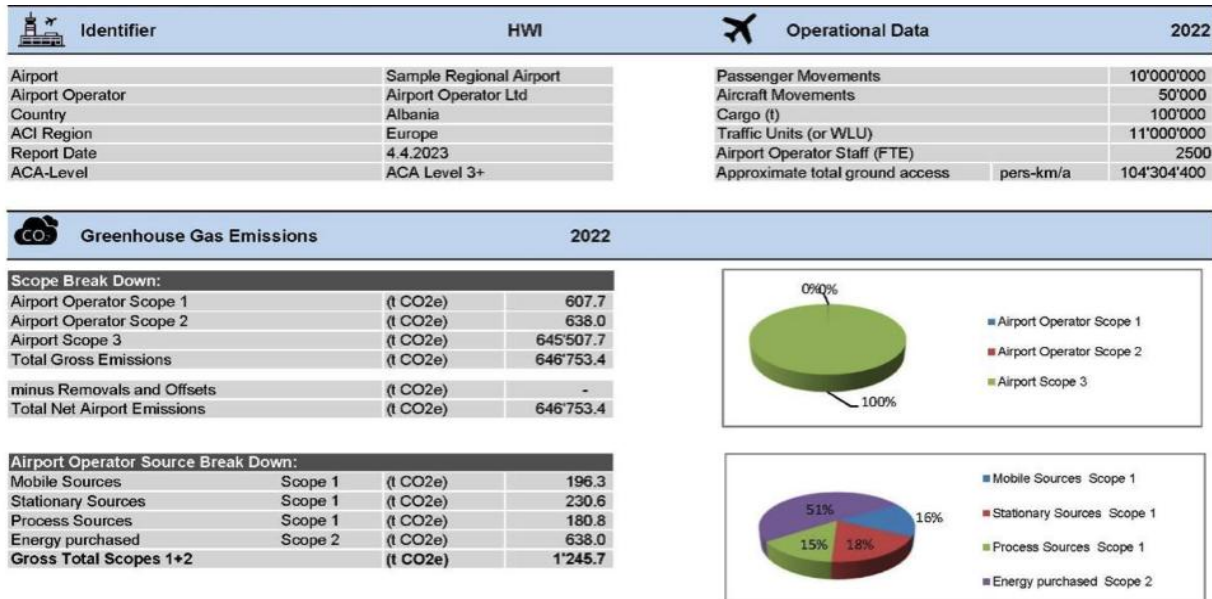 Identifier HWI Operational Data 2022
Airport Sample Regional Airport Passenger Movements 10'000'000
Airport Operator Airport Operator Ltd Aircraft Movements 50'000
Country Albania Cargo (t) 100'000
ACI Region Europe Traffic Units (or WLU) 11'000'000
Report Date 4.4.2023 Airport Operator Staff (FTE) 2500
ACA-Level ACA Level 3+ Approximate total ground access pers-km/a 104'304'400
CO2 Greenhouse Gas Emissions 2022
Scope Break Down:
Airport Operator Scope 1 (t CO2e) 607.7
Airport Operator Scope 2 (t CO2e) 638.0
Airport Scope 3 (t CO2e) 645'507.7
Total Gross Emissions (t CO2e) 646'753.4
minus Removals and Offsets (t CO2e) -
Total Net Airport Emissions (t CO2e) 646'753.4
0%0%
100%
Airport Operator Scope 1
Airport Operator Scope 2
Airport Scope 3
Airport Operator Source Break Down:
Mobile Sources Scope 1 (t CO2e) 196.3
Stationary Sources Scope 1 (t CO2e) 230.6
Process Sources Scope 1 (t CO2e) 180.8
Energy purchased Scope 2 (t CO2e) 638.0
Gross Total Scopes 1+2 (t CO2e) 1'245.7
51%
16%
15% 18%
Mobile Sources Scope 1
Stationary Sources Scope 1
Process Sources Scope 1
Energy purchased Scope 2